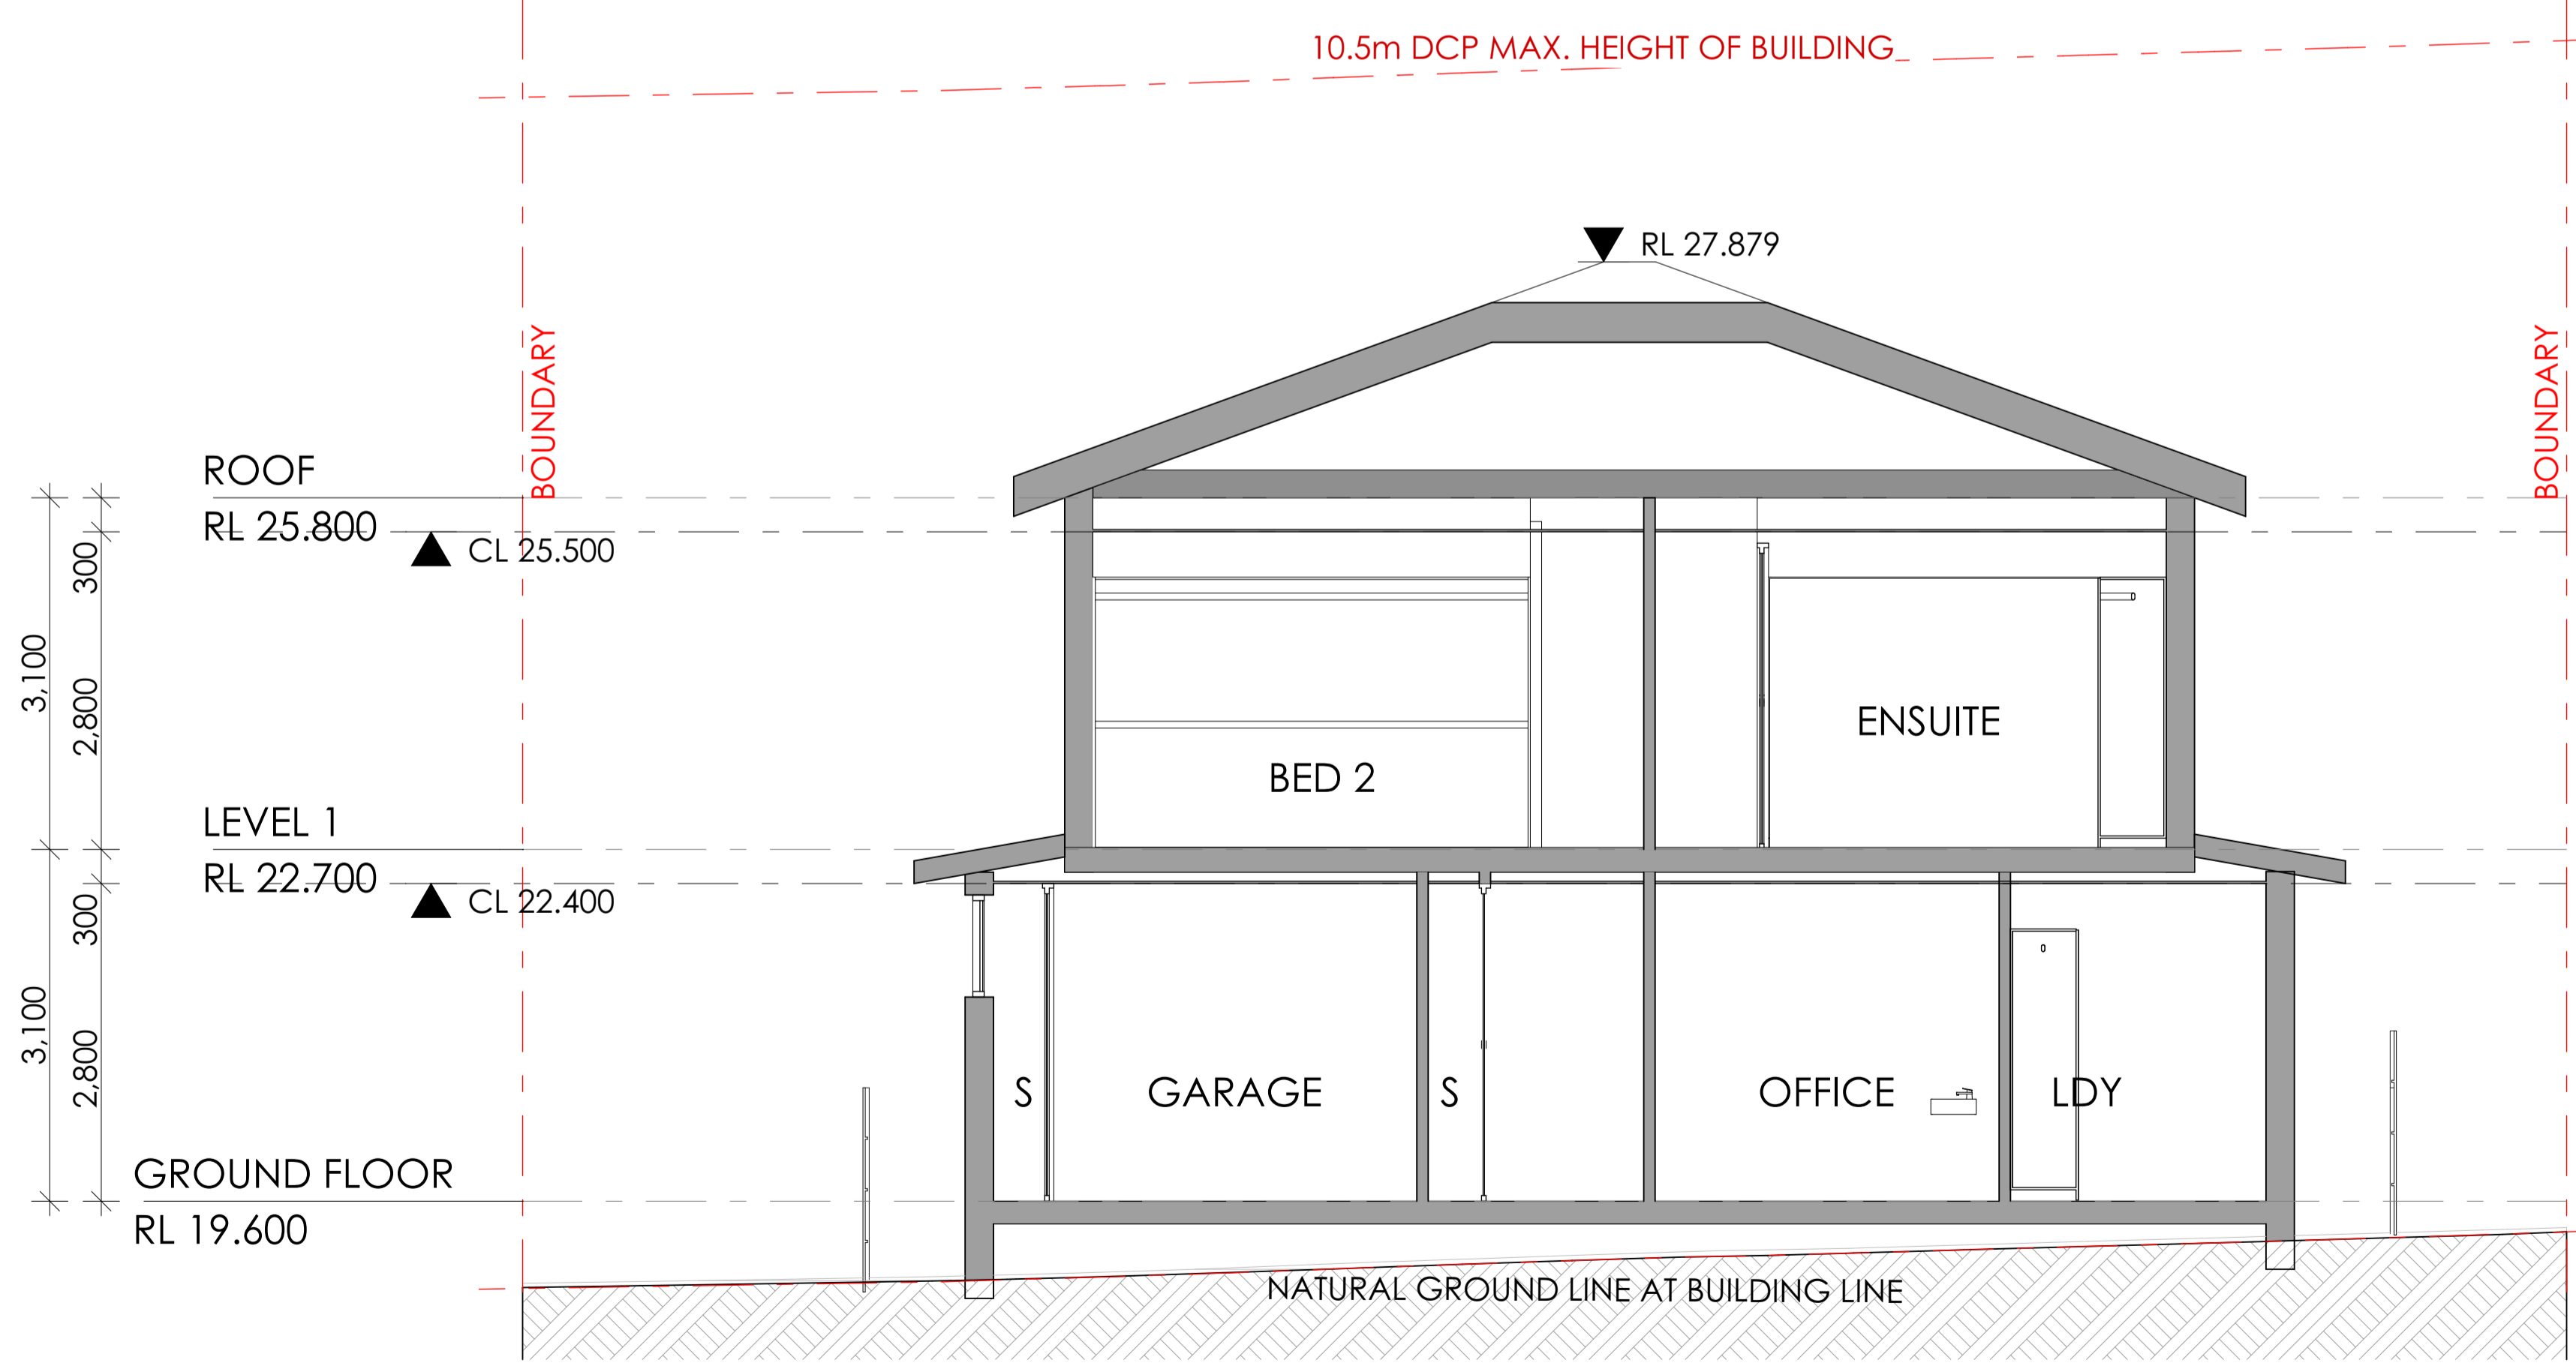 10.5m DCP MAX. HEIGHT OF BUILDING
RL 27.879
BOUNDARY
BOUNDARY
ROOF
RL 25.800
CL 25.500
300
3,100
2,800
ENSUITE
BED 2
LEVEL 1
RL 22.700
CL 22.400
300
3,100
2,800
S
GARAGE
S
OFFICE
LDY
GROUND FLOOR
RL 19.600
NATURAL GROUND LINE AT BUILDING LINE